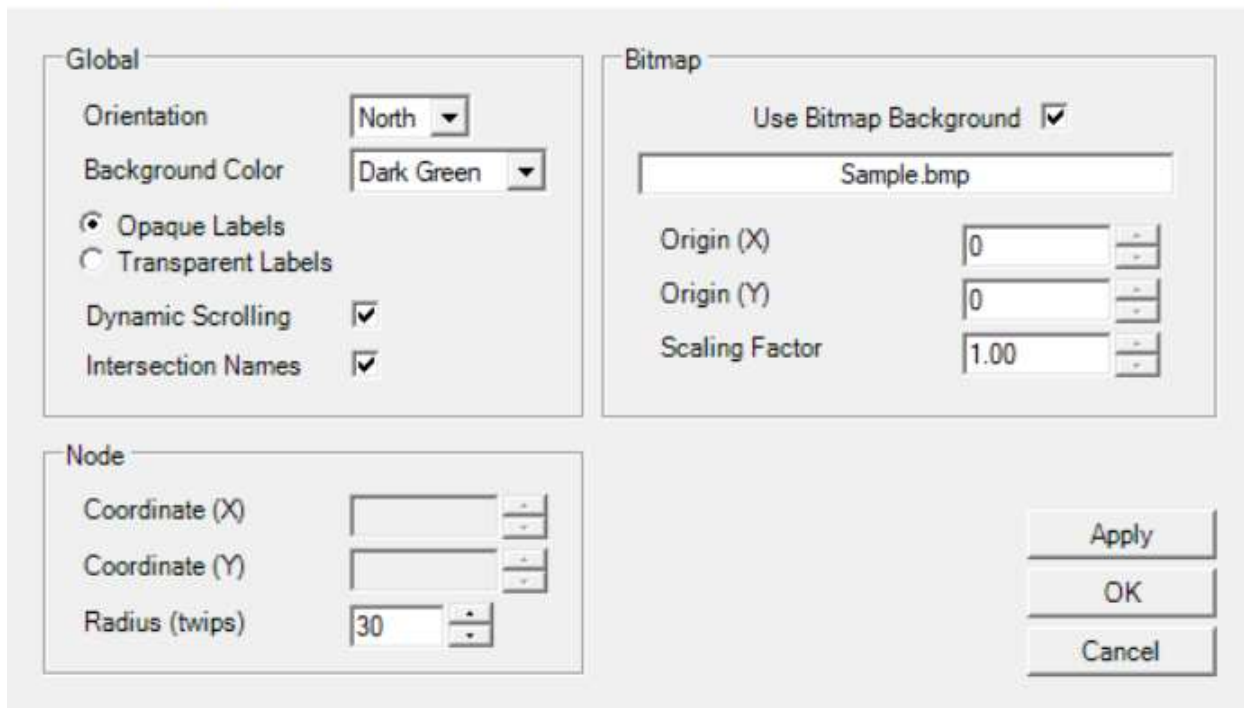 Global
Orientation North
Background Color Dark Green
Opaque Labels
Transparent Labels
Dynamic Scrolling
Intersection Names
Bitmap
Use Bitmap Background
Sample.bmp
Origin (X) 0
Origin (Y) 0
Scaling Factor 1.00
Node
Coordinate (X)
Coordinate (Y)
Radius (twips) 30
Apply
OK
Cancel